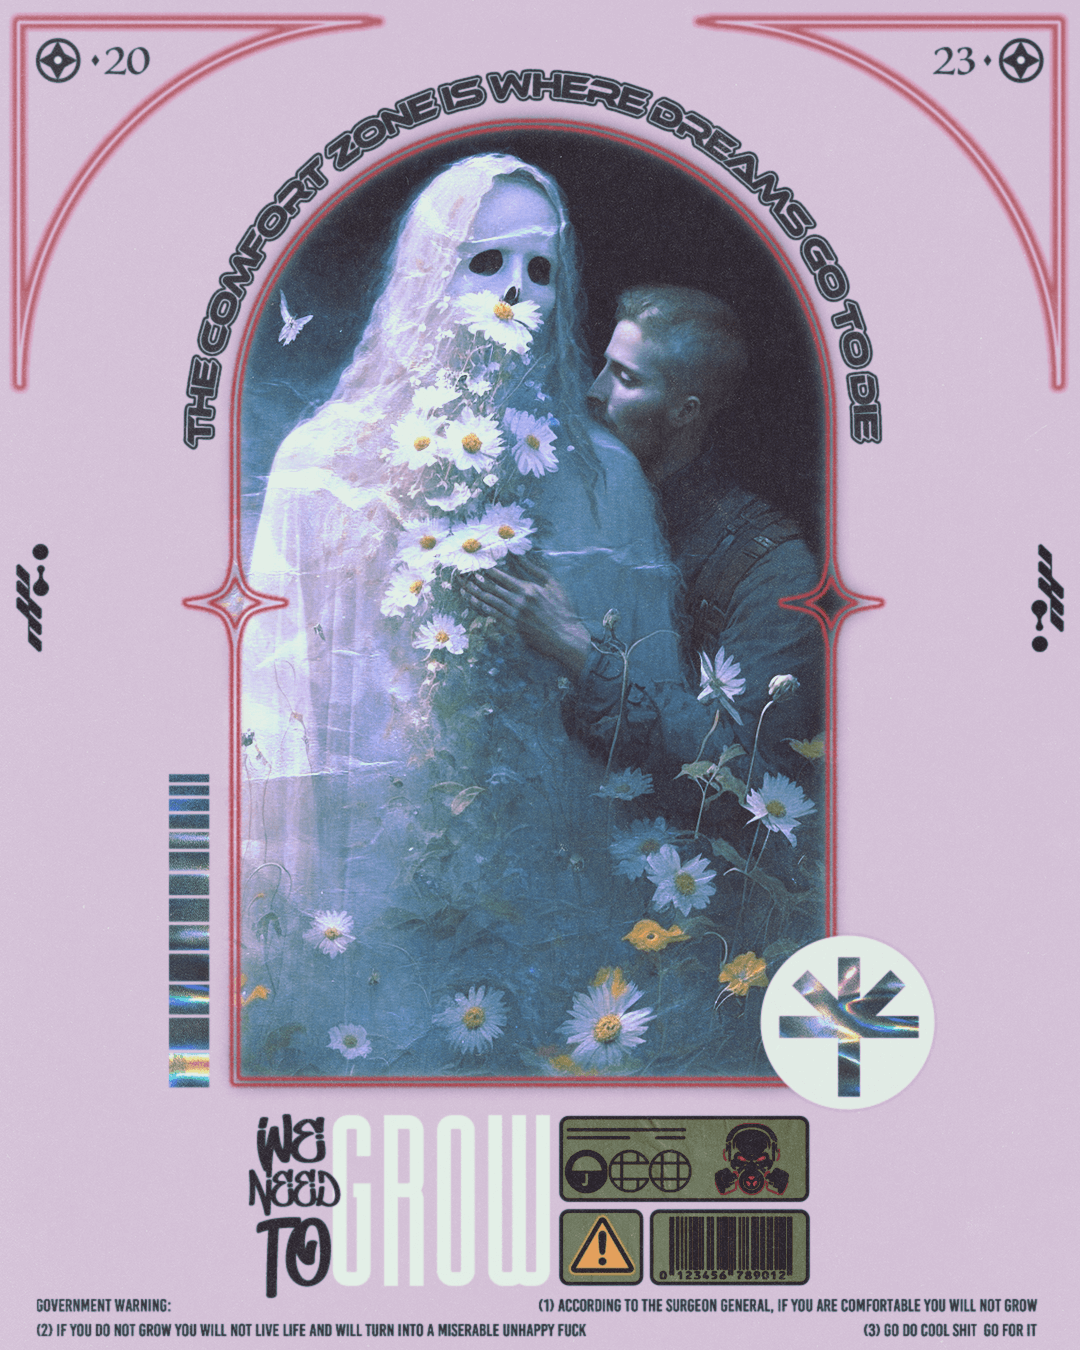 20
23
THE COMFORT ZONE IS WHERE DREAMS GO TO DIE
WE
NEED
TO
GROW
J
0 123456 789012
GOVERNMENT WARNING:
(1) ACCORDING TO THE SURGEON GENERAL, IF YOU ARE COMFORTABLE YOU WILL NOT GROW
(2) IF YOU DO NOT GROW YOU WILL NOT LIVE LIFE AND WILL TURN INTO A MISERABLE UNHAPPY FUCK
(3) GO DO COOL SHIT GO FOR IT